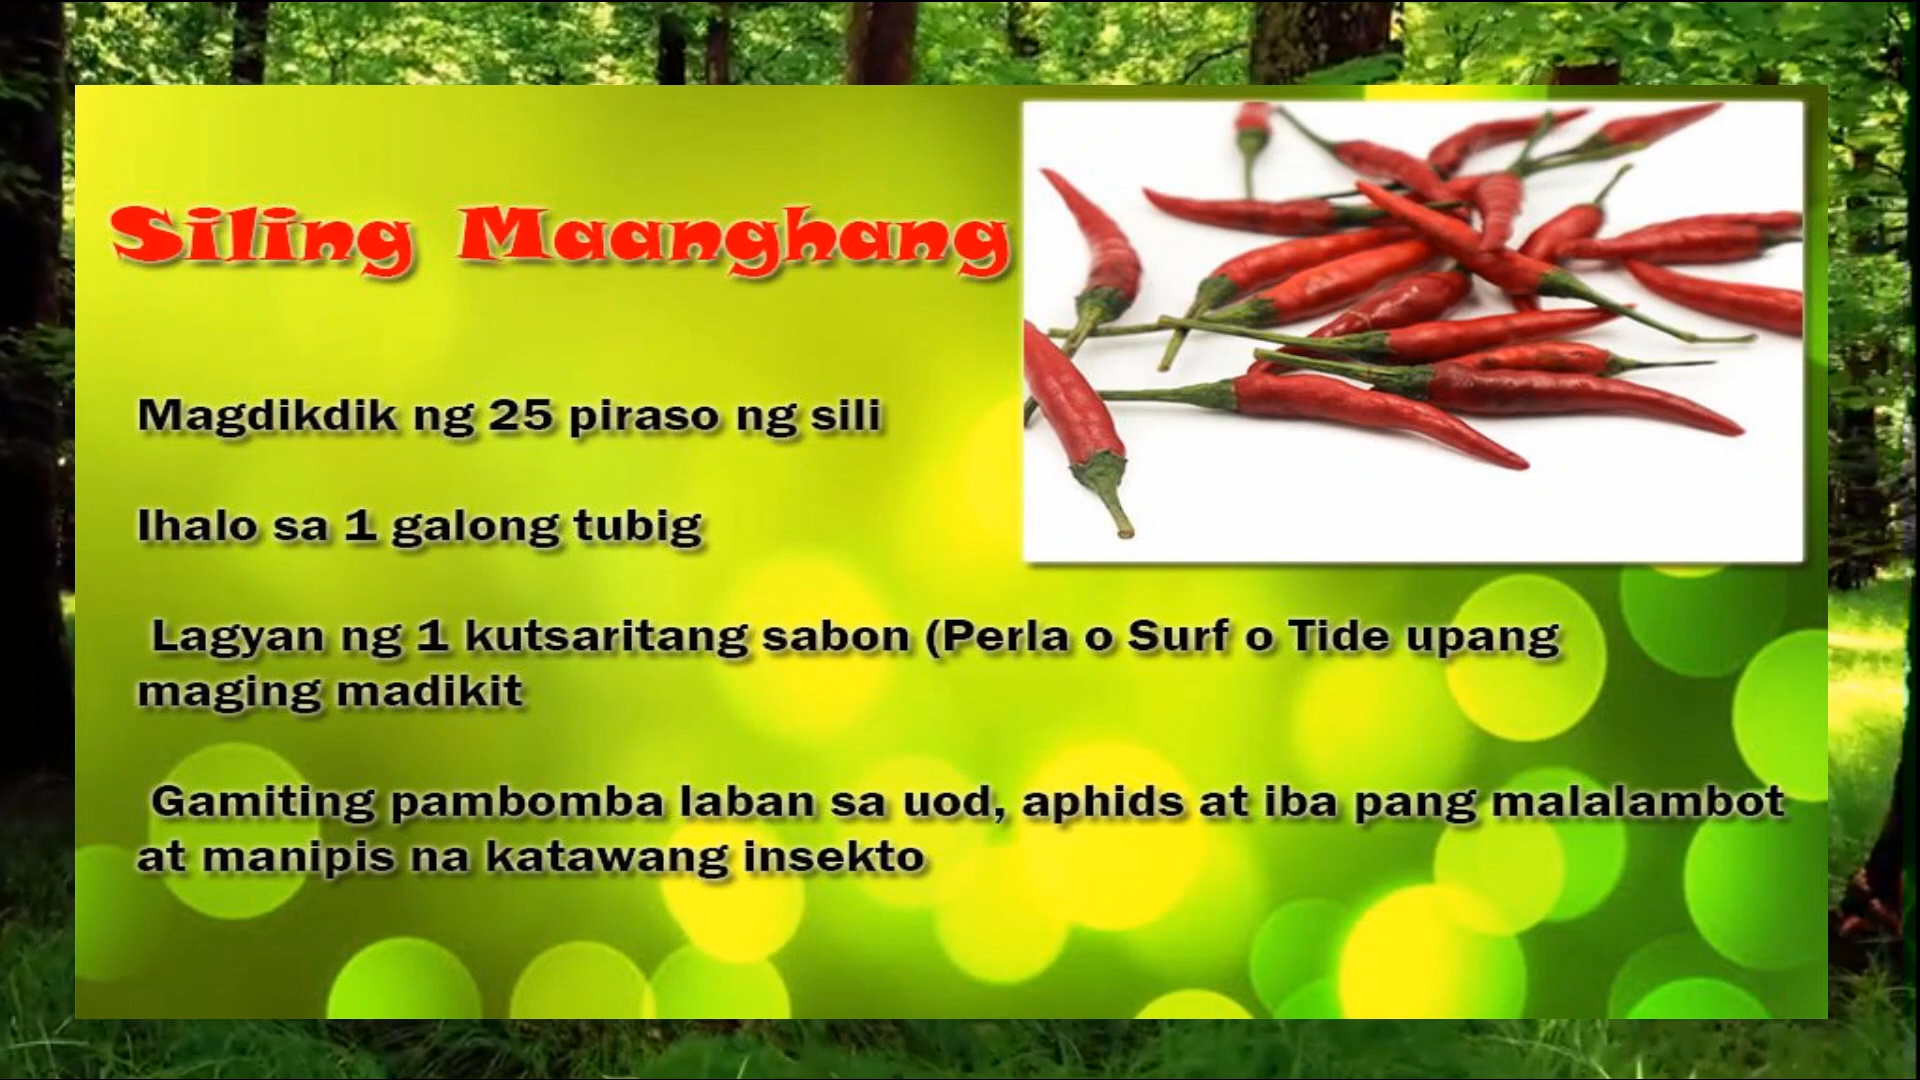 Siling Maanghang
Magdikdik ng 25 piraso ng sili
Ihalo sa 1 galong tubig
Lagyan ng 1 kutsaritang sabon (Perla o Surf o Tide upang
maging madikit
Gamiting pambomba laban sa uod, aphids at iba pang malalambot
at manipis na katawang insekto